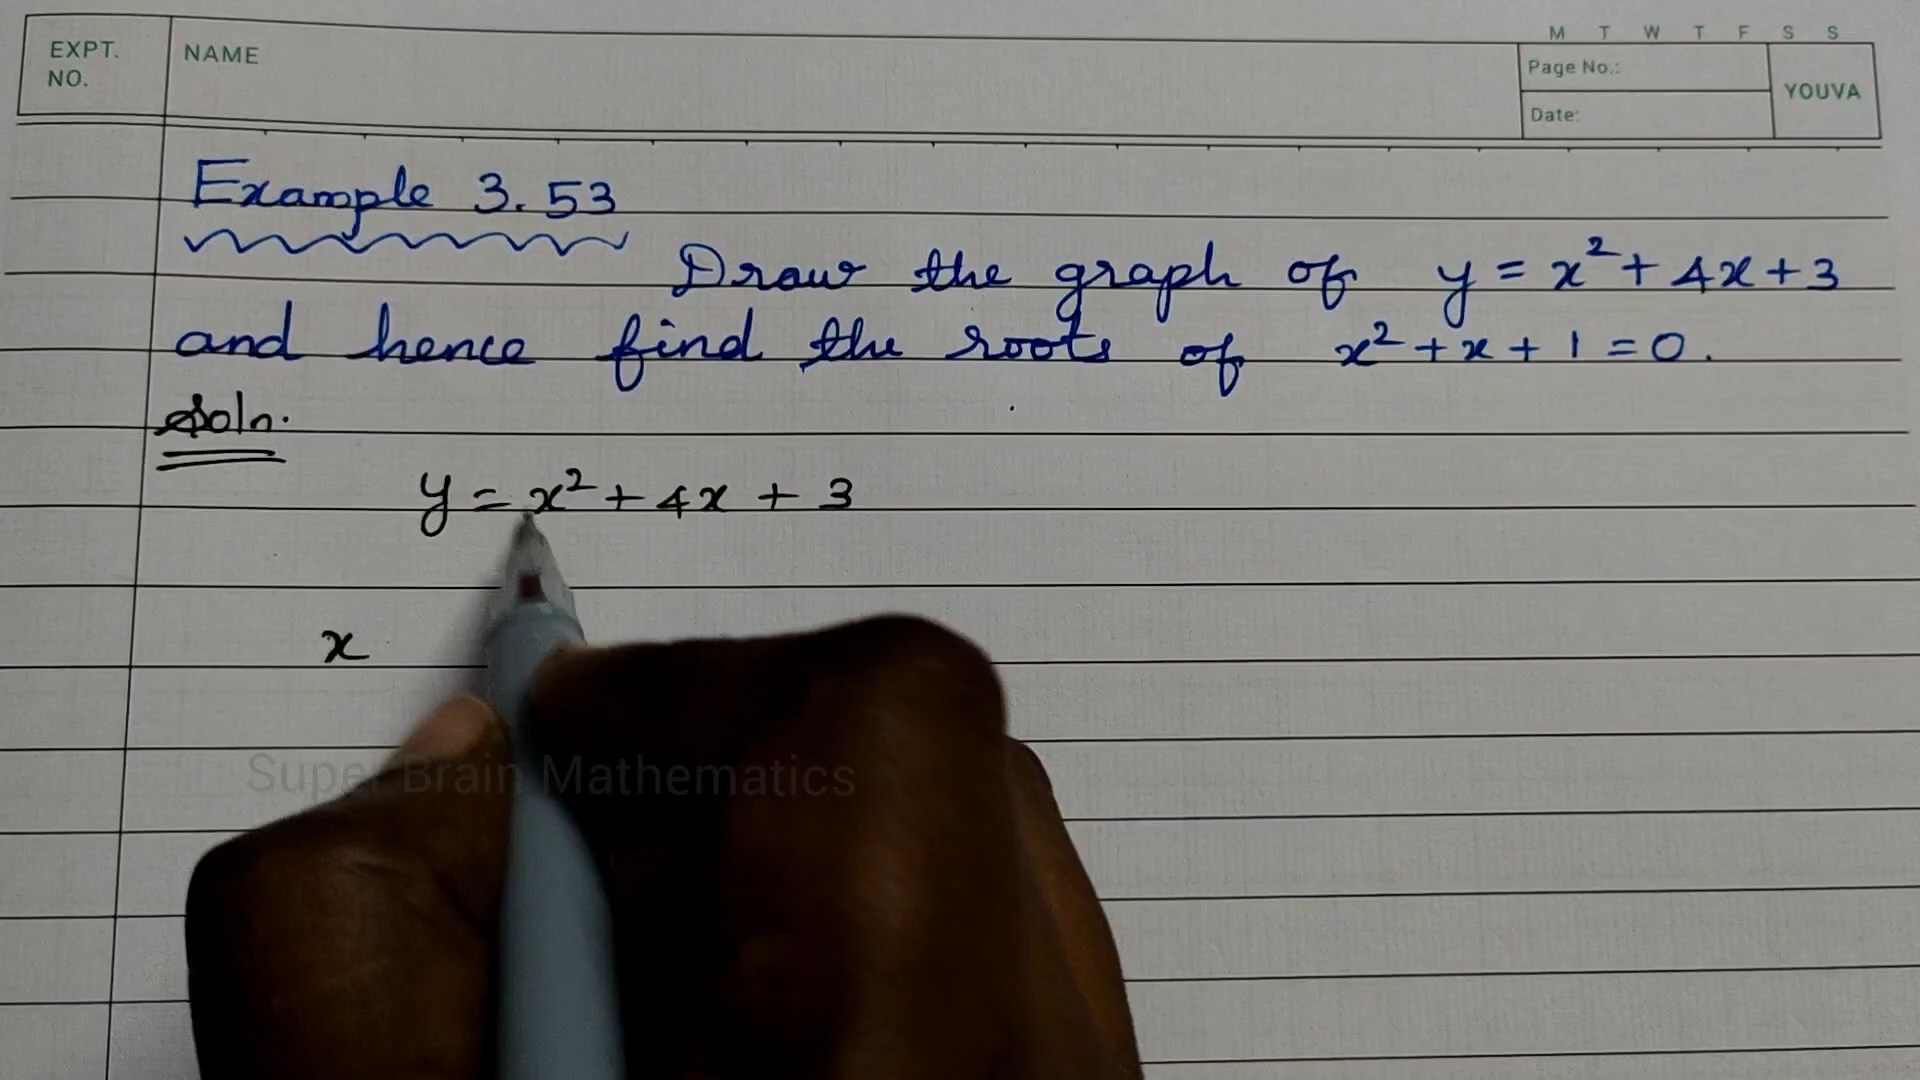 M T W T F S S
EXPT. NO.
NAME
Page No.:
Date:
YOUVA
Example 3.53
Draw the graph of y = x² + 4x + 3
and hence find the roots of x² + x + 1 = 0.
Soln.
y = x² + 4x + 3
x
Super Brain Mathematics